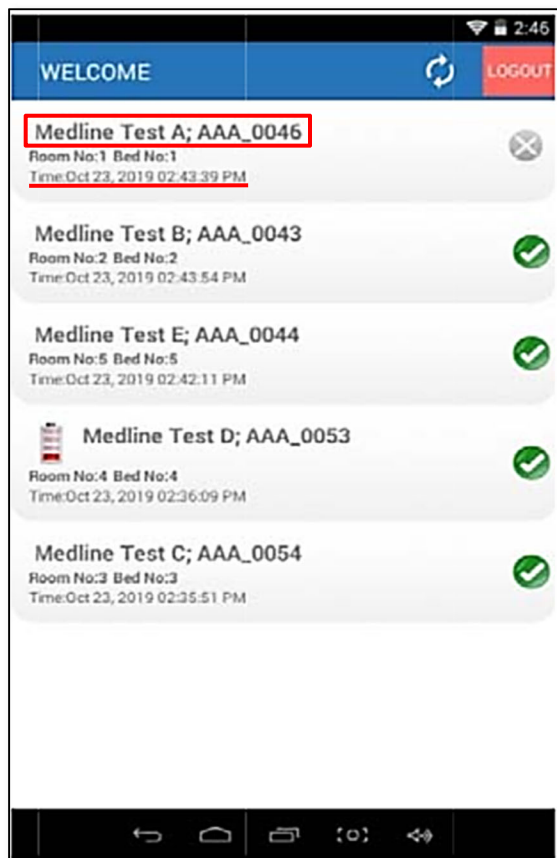 2:46
WELCOME
LOGOUT
Medline Test A; AAA_0046
Room No:1 Bed No:1
Time:Oct 23, 2019 02:43:39 PM
Medline Test B; AAA_0043
Room No:2 Bed No:2
Time:Oct 23, 2019 02:43:54 PM
Medline Test E; AAA_0044
Room No:5 Bed No:5
Time:Oct 23, 2019 02:42:11 PM
Medline Test D; AAA_0053
Room No:4 Bed No:4
Time:Oct 23, 2019 02:36:09 PM
Medline Test C; AAA_0054
Room No:3 Bed No:3
Time:Oct 23, 2019 02:35:51 PM